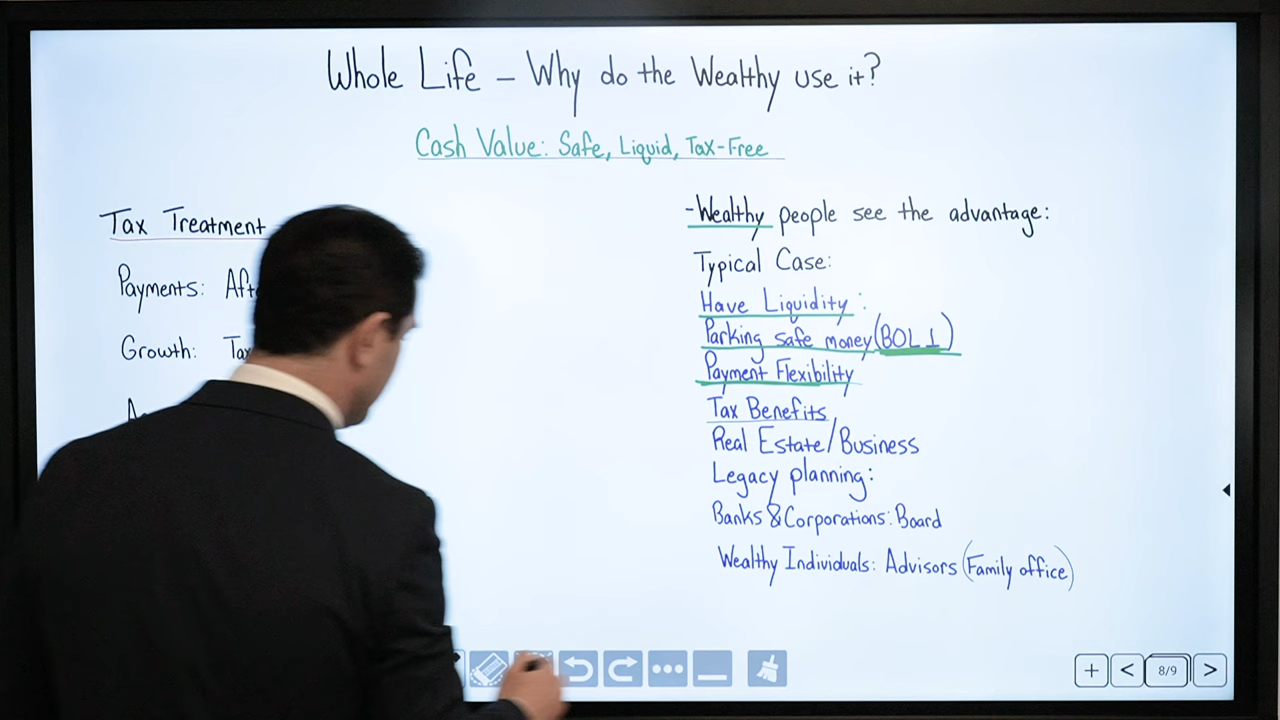 Whole Life – Why do the Wealthy use it?
Cash Value: Safe, Liquid, Tax-Free
Tax Treatment
Payments:
Growth:
-Wealthy people see the advantage:
Typical Case:
Have Liquidity:
Parking safe money (BOLI)
Payment Flexibility
Tax Benefits
Real Estate/Business
Legacy planning:
Banks & Corporations: Board
Wealthy Individuals: Advisors (Family office)
8/9